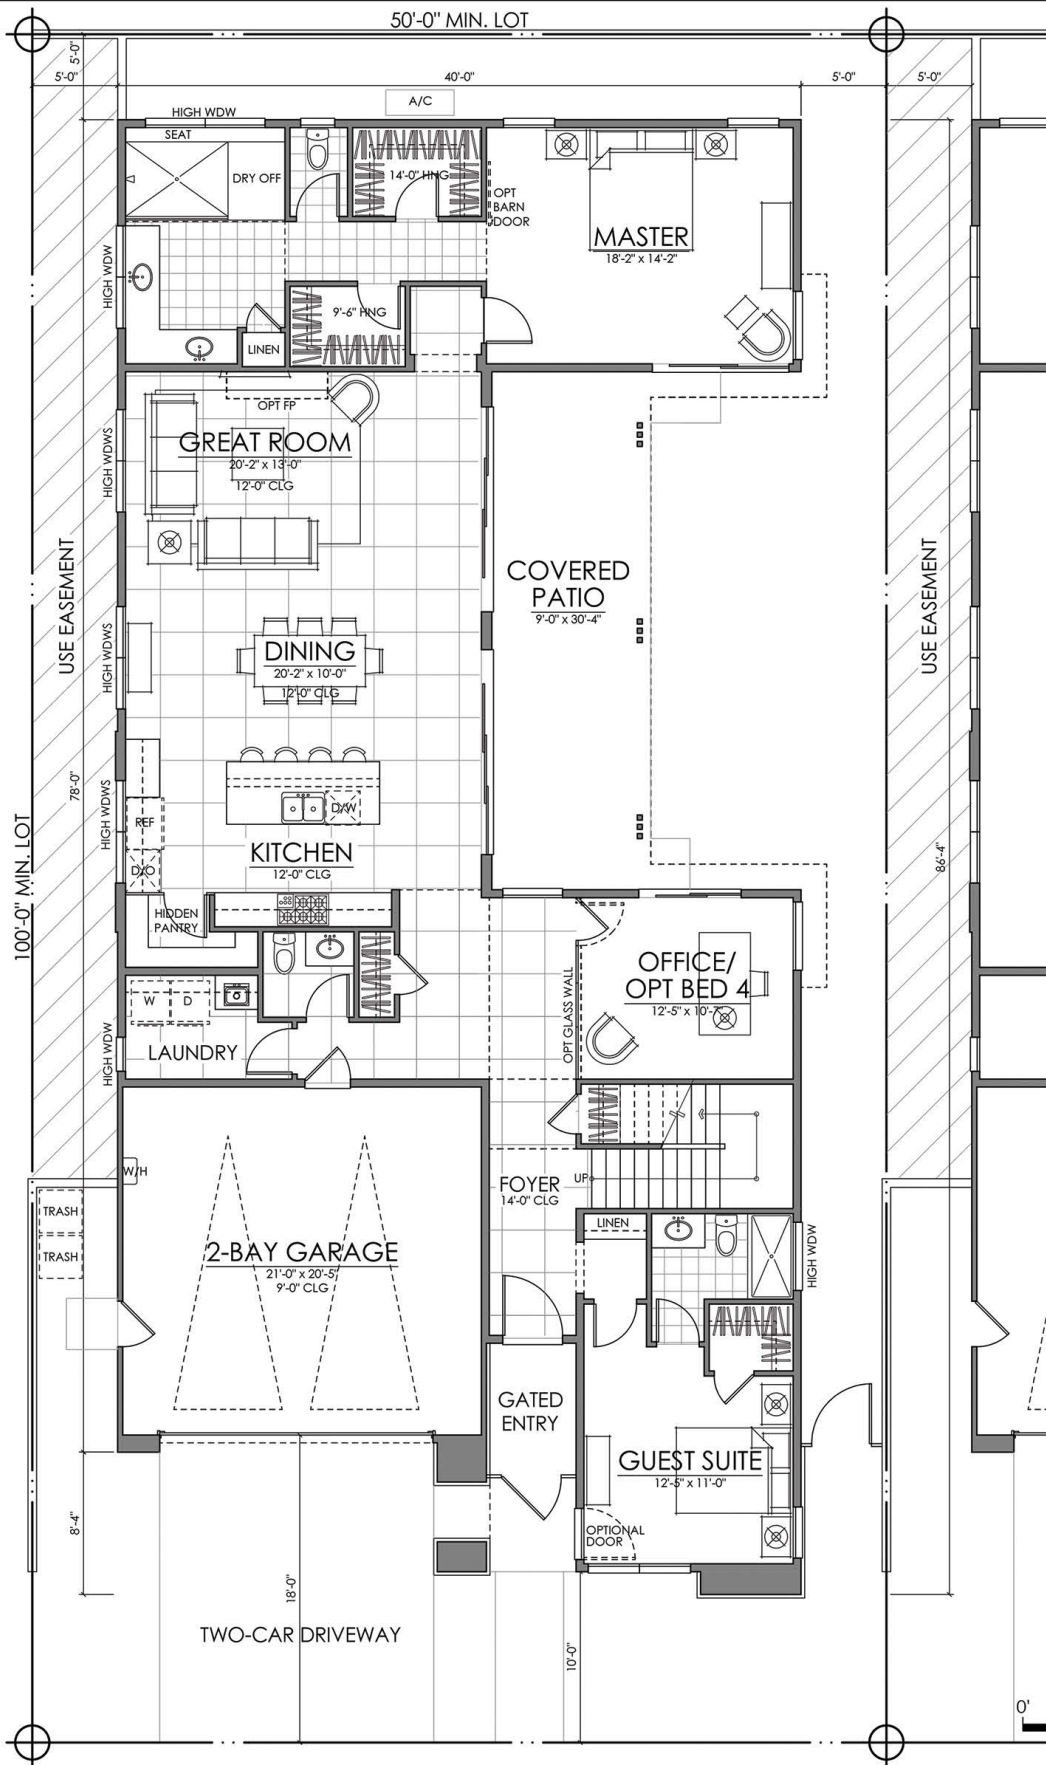 50'-0" MIN. LOT
5'-0"
5'-0"
40'-0"
5'-0"
5'-0"
A/C
HIGH WDW
SEAT
DRY OFF
14'-0" HNG
OPT
BARN
DOOR
MASTER
18'-2" x 14'-2"
HIGH WDW
9'-6" HNG
LINEN
OPT FP
GREAT ROOM
20'-2" x 13'-0"
12'-0" CLG
HIGH WDWS
USE EASEMENT
COVERED
PATIO
9'-0" x 30'-4"
USE EASEMENT
DINING
20'-2" x 10'-0"
12'-0" CLG
HIGH WDWS
78'-0"
HIGH WDWS
D/W
REF
KITCHEN
12'-0" CLG
D/O
100'-0" MIN. LOT
86'-4"
HIDDEN
PANTRY
OFFICE/
OPT BED 4
OPT GLASS WALL
W
D
LAUNDRY
HIGH WDW
W/H
FOYER
14'-0" CLG
UP
TRASH
TRASH
LINEN
HIGH WDW
2-BAY GARAGE
21'-0" x 20'-5"
9'-0" CLG
GATED
ENTRY
GUEST SUITE
12'-5" x 11'-0"
OPTIONAL
DOOR
8'-4"
18'-0"
TWO-CAR DRIVEWAY
10'-0"
0'